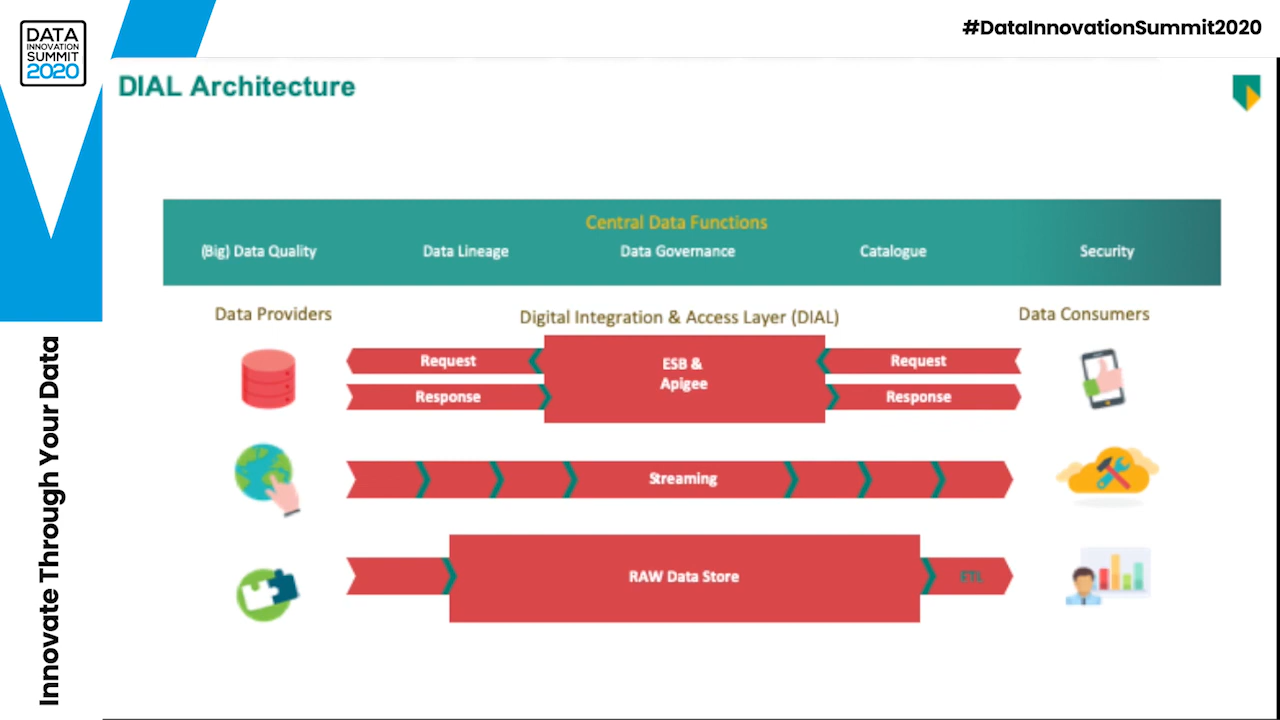 DATA
INNOVATION
SUMMIT
2020
#DataInnovationSummit2020
DIAL Architecture
Central Data Functions
(Big) Data Quality
Data Lineage
Data Governance
Catalogue
Security
Data Providers
Digital Integration & Access Layer (DIAL)
Data Consumers
Request
ESB &
Apigee
Request
Response
Response
Streaming
RAW Data Store
Innovate Through Your Data